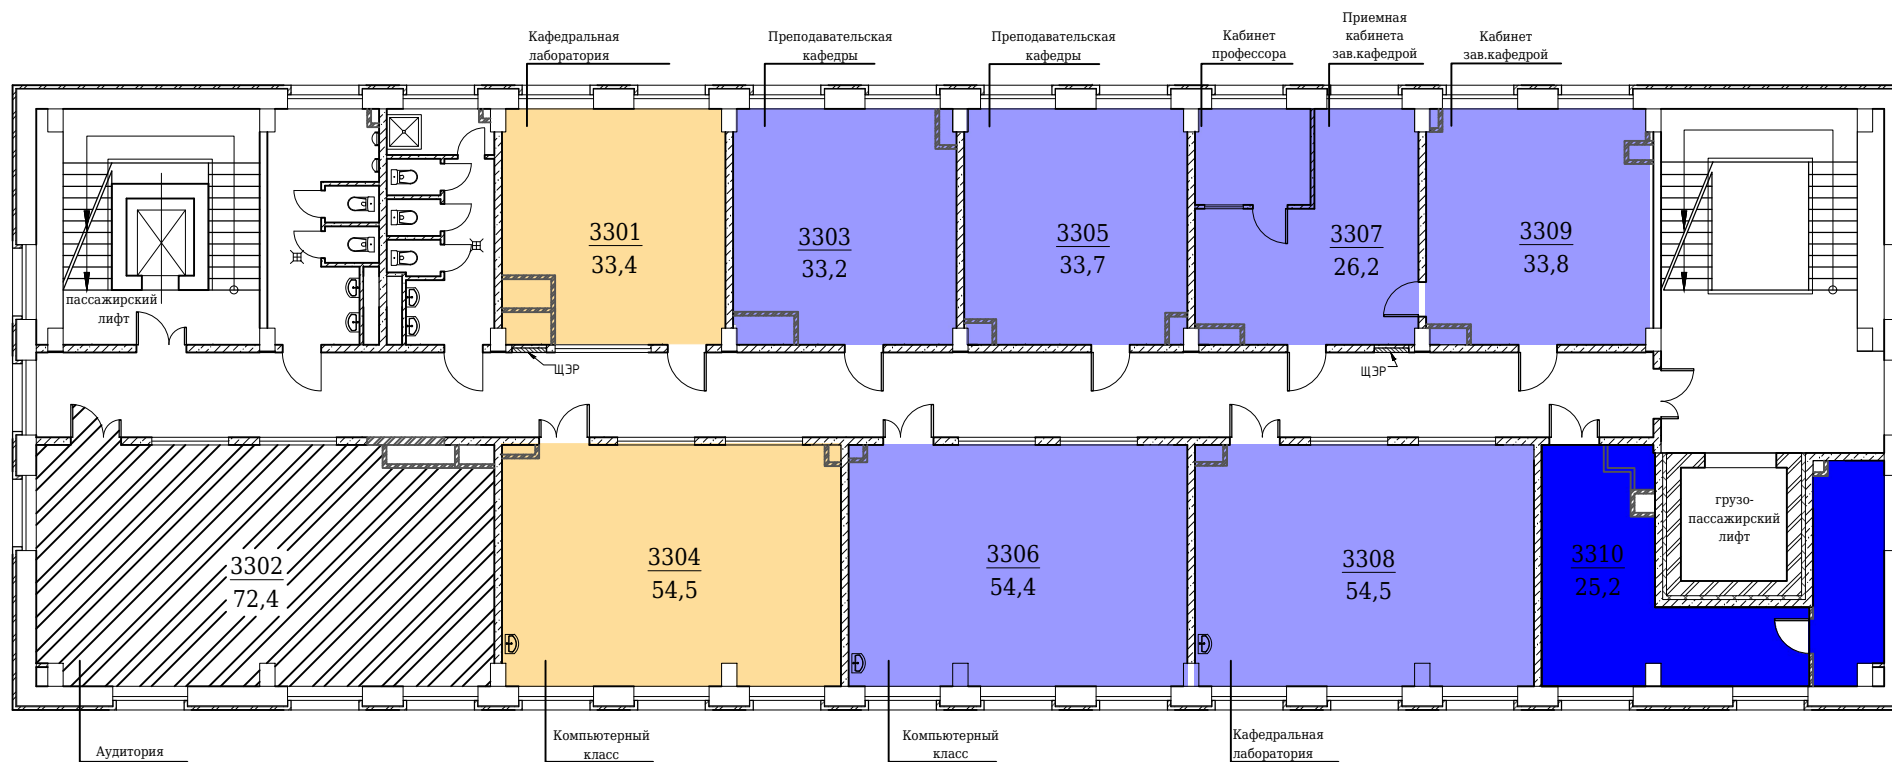 Кафедральная
лаборатория
Преподавательская
кафедры
Преподавательская
кафедры
Кабинет
профессора
Приемная
кабинета
зав.кафедрой
Кабинет
зав.кафедрой
3301
33,4
3303
33,2
3305
33,7
3307
26,2
3309
33,8
пассажирский
лифт
ЩЭР
ЩЭР
3302
72,4
3304
54,5
3306
54,4
3308
54,5
3310
25,2
грузо-
пассажирский
лифт
Аудитория
Компьютерный
класс
Компьютерный
класс
Кафедральная
лаборатория